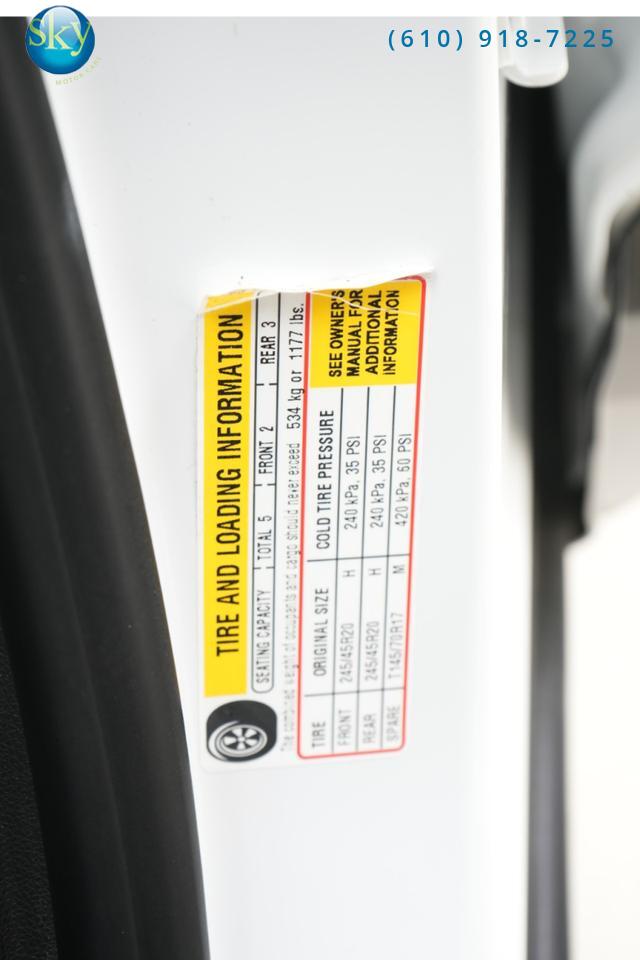 Sky
MOTOR CARS
(610) 918-7225
TIRE AND LOADING INFORMATION
SEATING CAPACITY TOTAL 5 FRONT 2 REAR 3
The combined weight of occupants and cargo should never exceed 534 kg or 1177 lbs.
TIRE ORIGINAL SIZE COLD TIRE PRESSURE
FRONT 245/45R20 H 240 kPa, 35 PSI
REAR 245/45R20 H 240 kPa, 35 PSI
SPARE T145/70R17 M 420 kPa, 60 PSI
SEE OWNER'S
MANUAL FOR
ADDITIONAL
INFORMATION